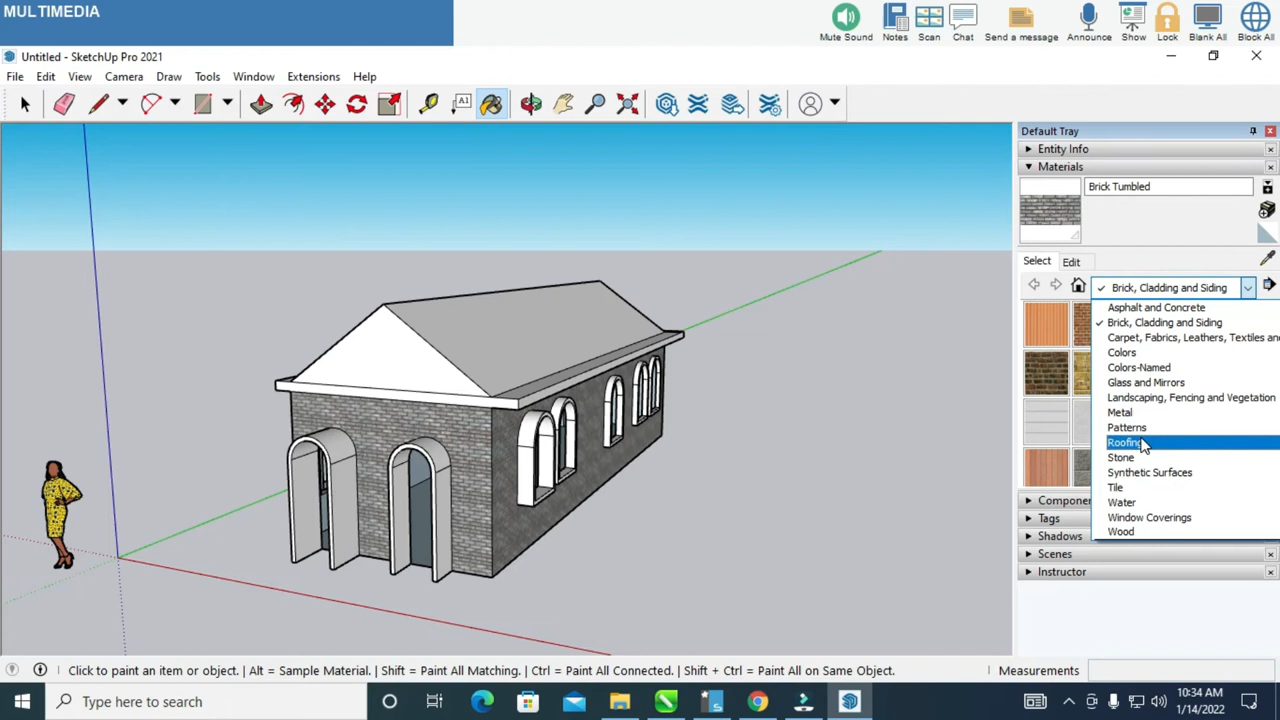 MULTIMEDIA
Mute Sound
Notes
Scan
Chat
Send a message
Announce
Show
Lock
Blank All
Block All
Untitled - SketchUp Pro 2021
File Edit View Camera Draw Tools Window Extensions Help
A1
Default Tray
Entity Info
Materials
Brick Tumbled
Select Edit
Brick, Cladding and Siding
Asphalt and Concrete
Brick, Cladding and Siding
Carpet, Fabrics, Leathers, Textiles and
Colors
Colors-Named
Glass and Mirrors
Landscaping, Fencing and Vegetation
Metal
Patterns
Roofing
Stone
Synthetic Surfaces
Tile
Water
Window Coverings
Wood
Compone
Tags
Shadows
Scenes
Instructor
Click to paint an item or object. | Alt = Sample Material. | Shift = Paint All Matching. | Ctrl = Paint All Connected. | Shift + Ctrl = Paint All on Same Object.
Measurements
Type here to search
10:34 AM
1/14/2022